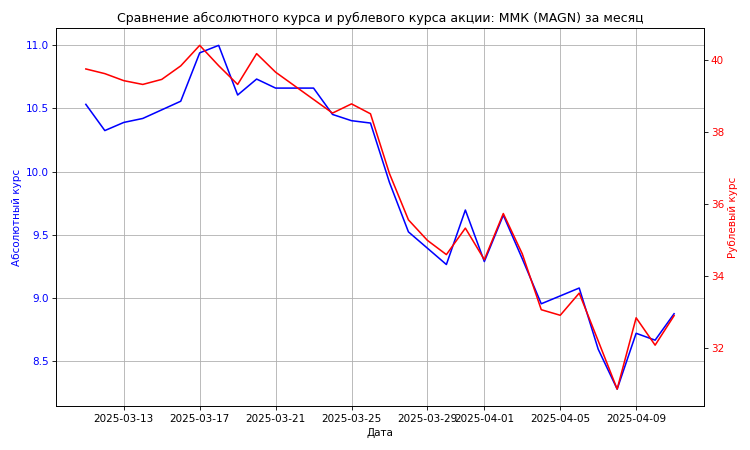 Сравнение абсолютного курса и рублевого курса акции: ММК (MAGN) за месяц
11.0
10.5
10.0
9.5
9.0
8.5
Абсолютный курс
40
38
36
34
32
Рублевый курс
2025-03-13 2025-03-17 2025-03-21 2025-03-25 2025-03-29 2025-04-01 2025-04-05 2025-04-09
Дата